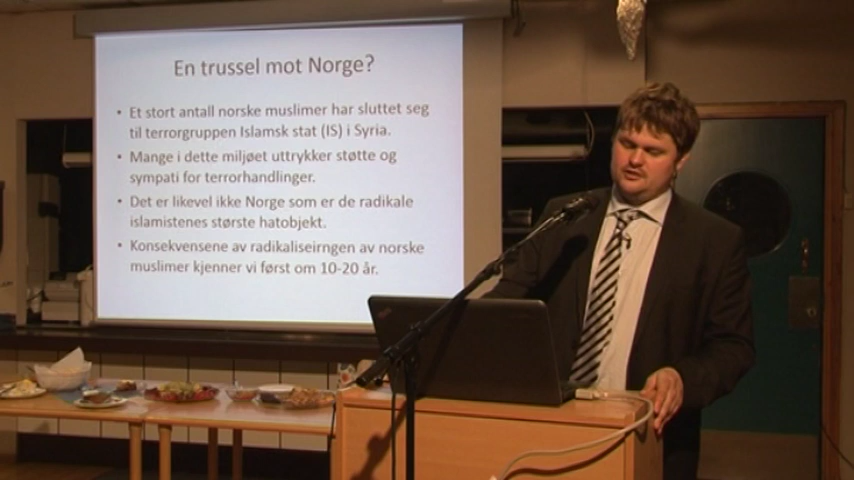 En trussel mot Norge?
• Et stort antall norske muslimer har sluttet seg
til terrorgruppen Islamsk stat (IS) i Syria.
• Mange i dette miljøet uttrykker støtte og
sympati for terrorhandlinger.
• Det er likevel ikke Norge som er de radikale
islamistenes største hatobjekt.
• Konsekvensene av radikaliseirngen av norske
muslimer kjenner vi først om 10-20 år.